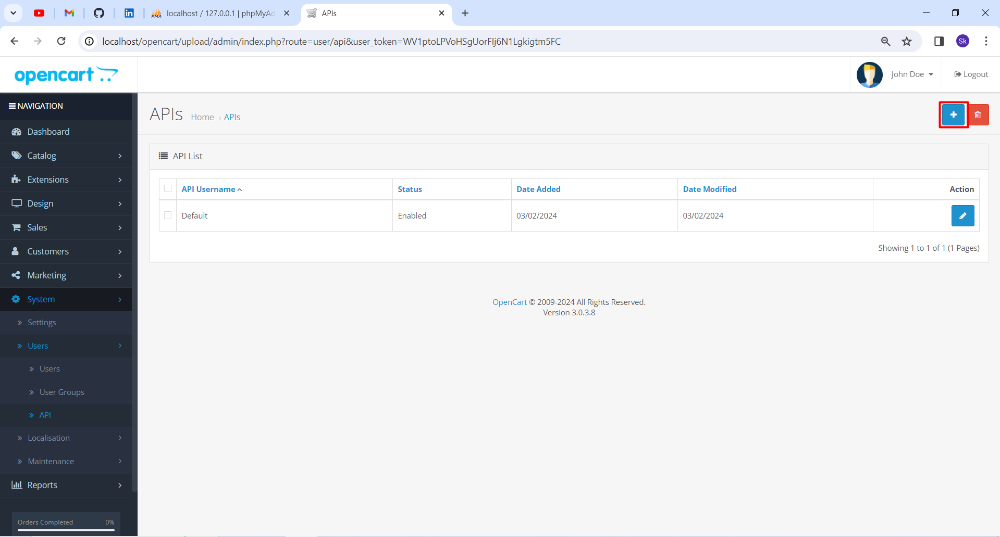 localhost / 127.0.0.1 | phpMyAd
APIs
localhost/opencart/upload/admin/index.php?route=user/api&user_token=WV1ptoLPVoHSgUorFIj6N1Lgkigtm5FC
Sk
opencart
John Doe
Logout
NAVIGATION
Dashboard
Catalog
Extensions
Design
Sales
Customers
Marketing
System
Settings
Users
Users
User Groups
API
Localisation
Maintenance
Reports
Orders Completed 0%
APIs Home › APIs
API List
API Username Status Date Added Date Modified Action
Default Enabled 03/02/2024 03/02/2024
Showing 1 to 1 of 1 (1 Pages)
OpenCart © 2009-2024 All Rights Reserved.
Version 3.0.3.8